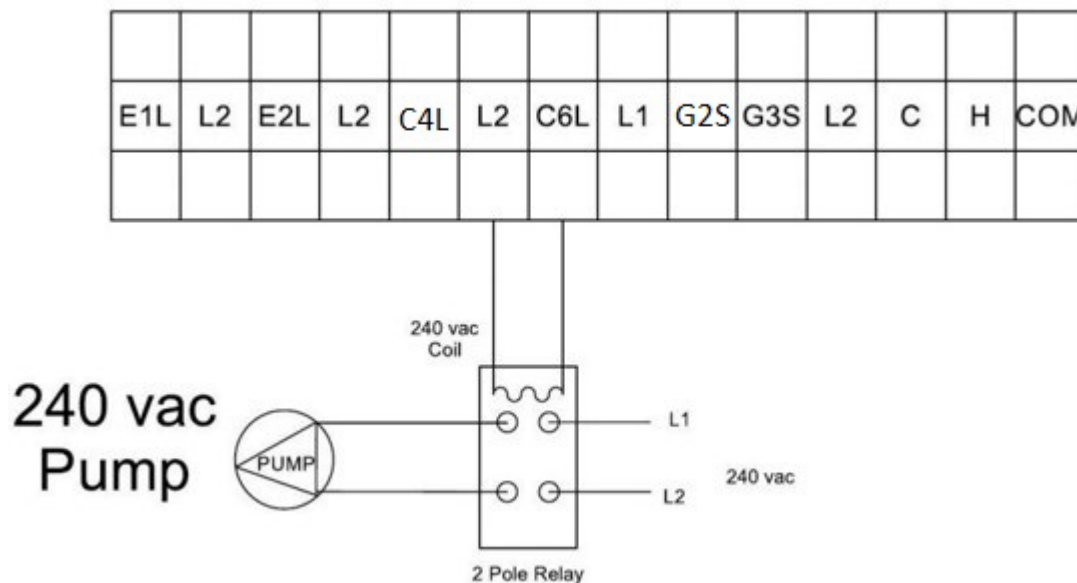 E1L L2 E2L L2 C4L L2 C6L L1 G2S G3S L2 C H COM
240 vac
Coil
240 vac
Pump
PUMP
L1
L2
240 vac
2 Pole Relay